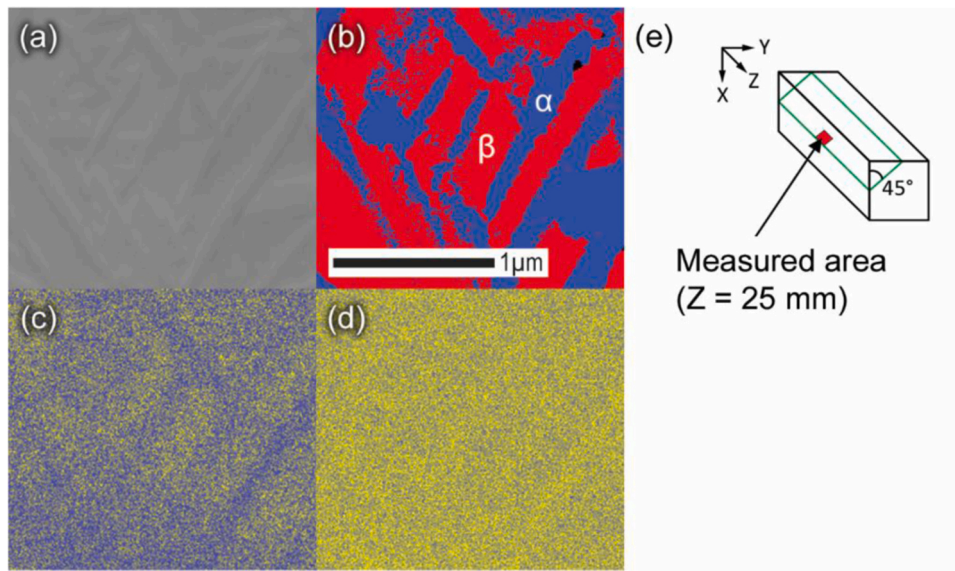 (a)
(b)
α
β
1μm
(c)
(d)
(e)
Y
Z
X
45°
Measured area
(Z = 25 mm)